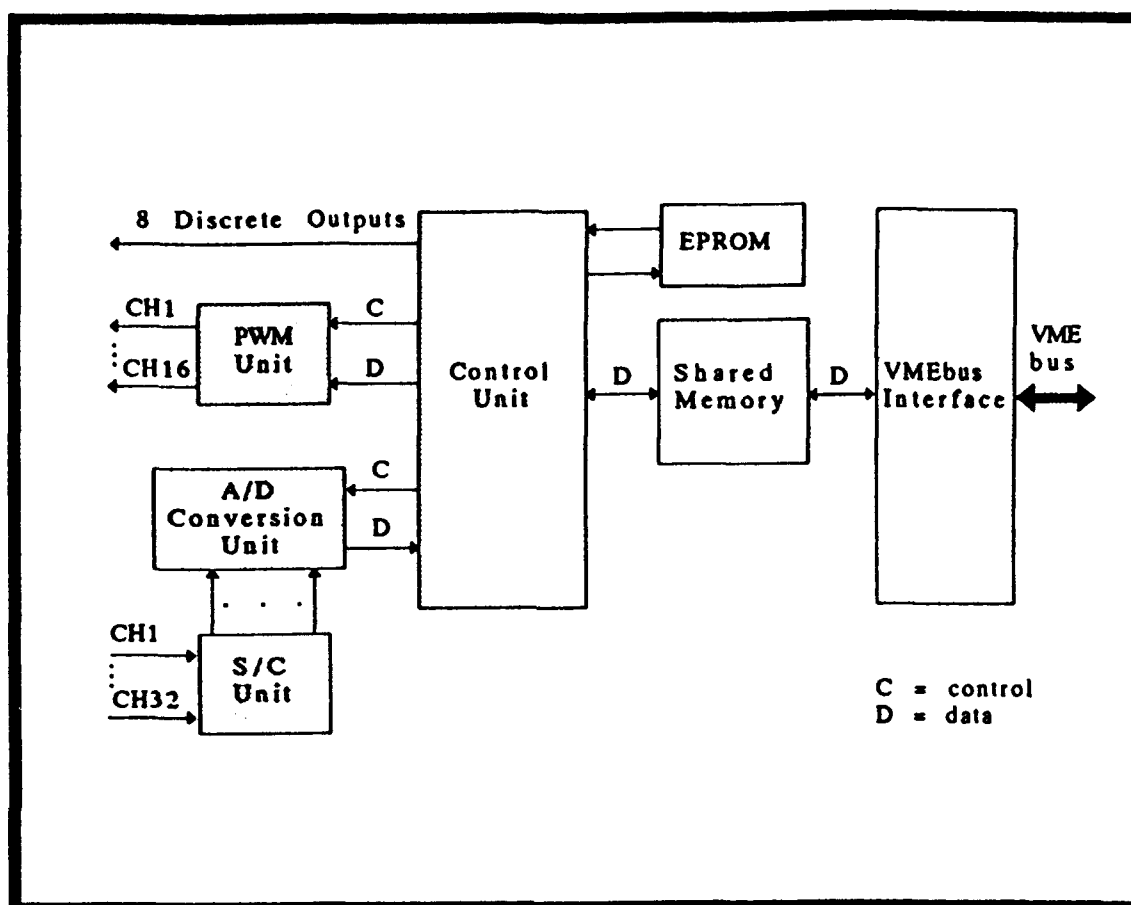 8 Discrete Outputs
EPROM
CH1
CH16
PWM
Unit
C
D
Control
Unit
D
Shared
Memory
D
VMEbus
Interface
VME
bus
A/D
Conversion
Unit
C
D
. . .
CH1
CH32
S/C
Unit
C = control
D = data